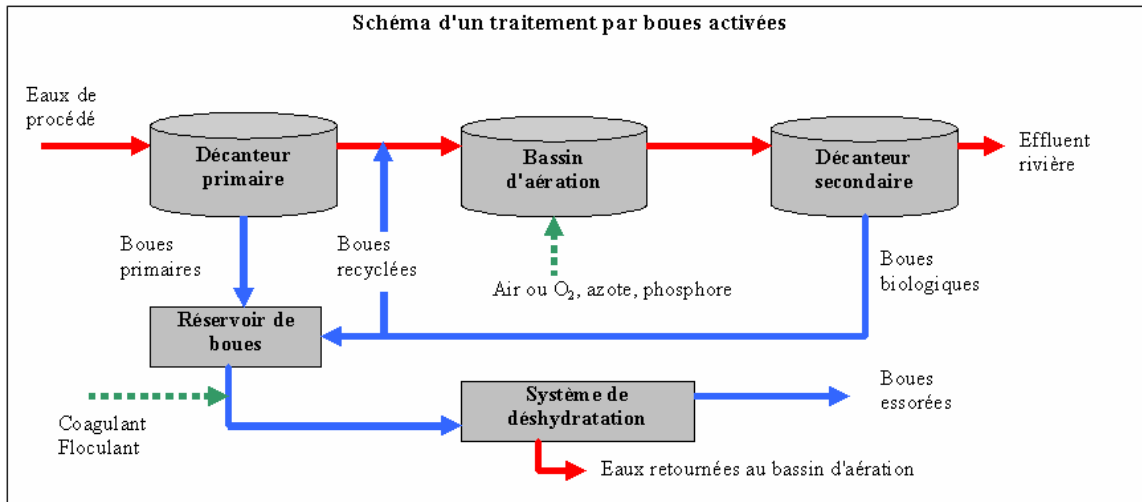 Schéma d'un traitement par boues activées
Eaux de
procédé
Décanteur
primaire
Bassin
d'aération
Décanteur
secondaire
Effluent
rivière
Boues
primaires
Boues
recyclées
Air ou O₂, azote, phosphore
Boues
biologiques
Réservoir de
boues
Coagulant
Floculant
Système de
déshydratation
Boues
essorées
Eaux retournées au bassin d'aération